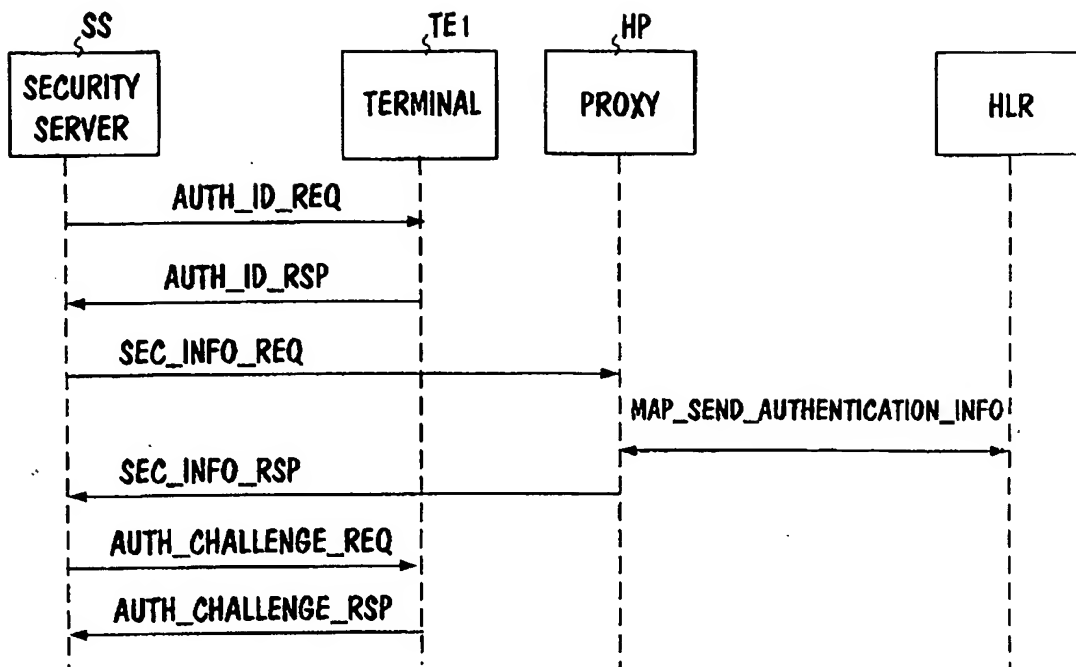 SS
TE1
HP
SECURITY
SERVER
TERMINAL
PROXY
HLR
AUTH_ID_REQ
AUTH_ID_RSP
SEC_INFO_REQ
MAP_SEND_AUTHENTICATION_INFO
SEC_INFO_RSP
AUTH_CHALLENGE_REQ
AUTH_CHALLENGE_RSP